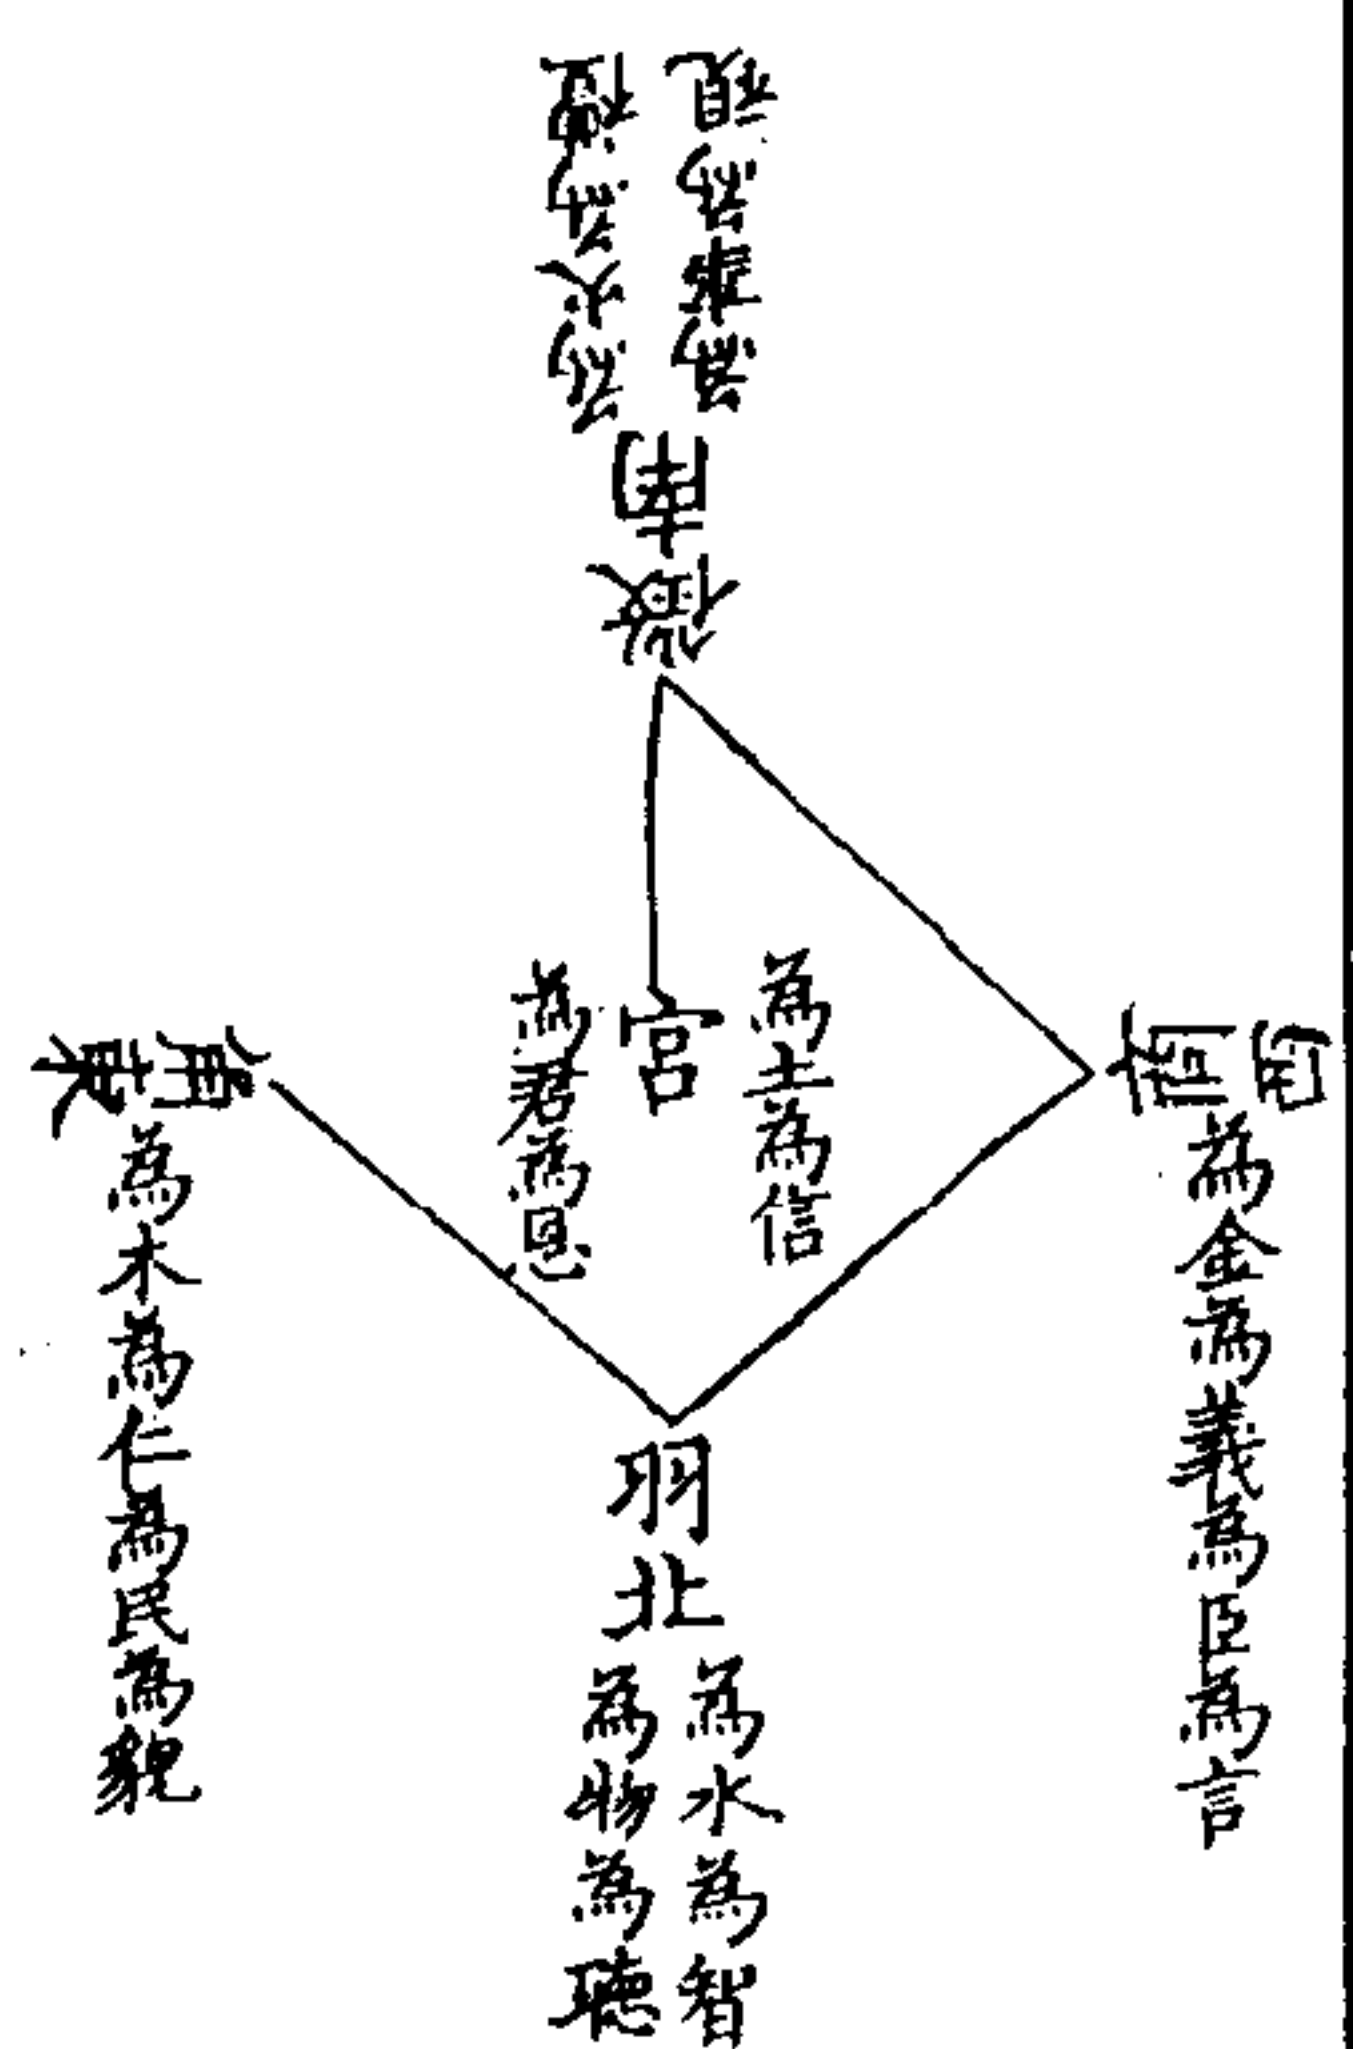 徵南
為火為禮
為事為視
宮
為土為信
為君為思
商西
為金為義為臣為言
羽北
為水為智
為物為聽
角東
為木為仁為民為貌